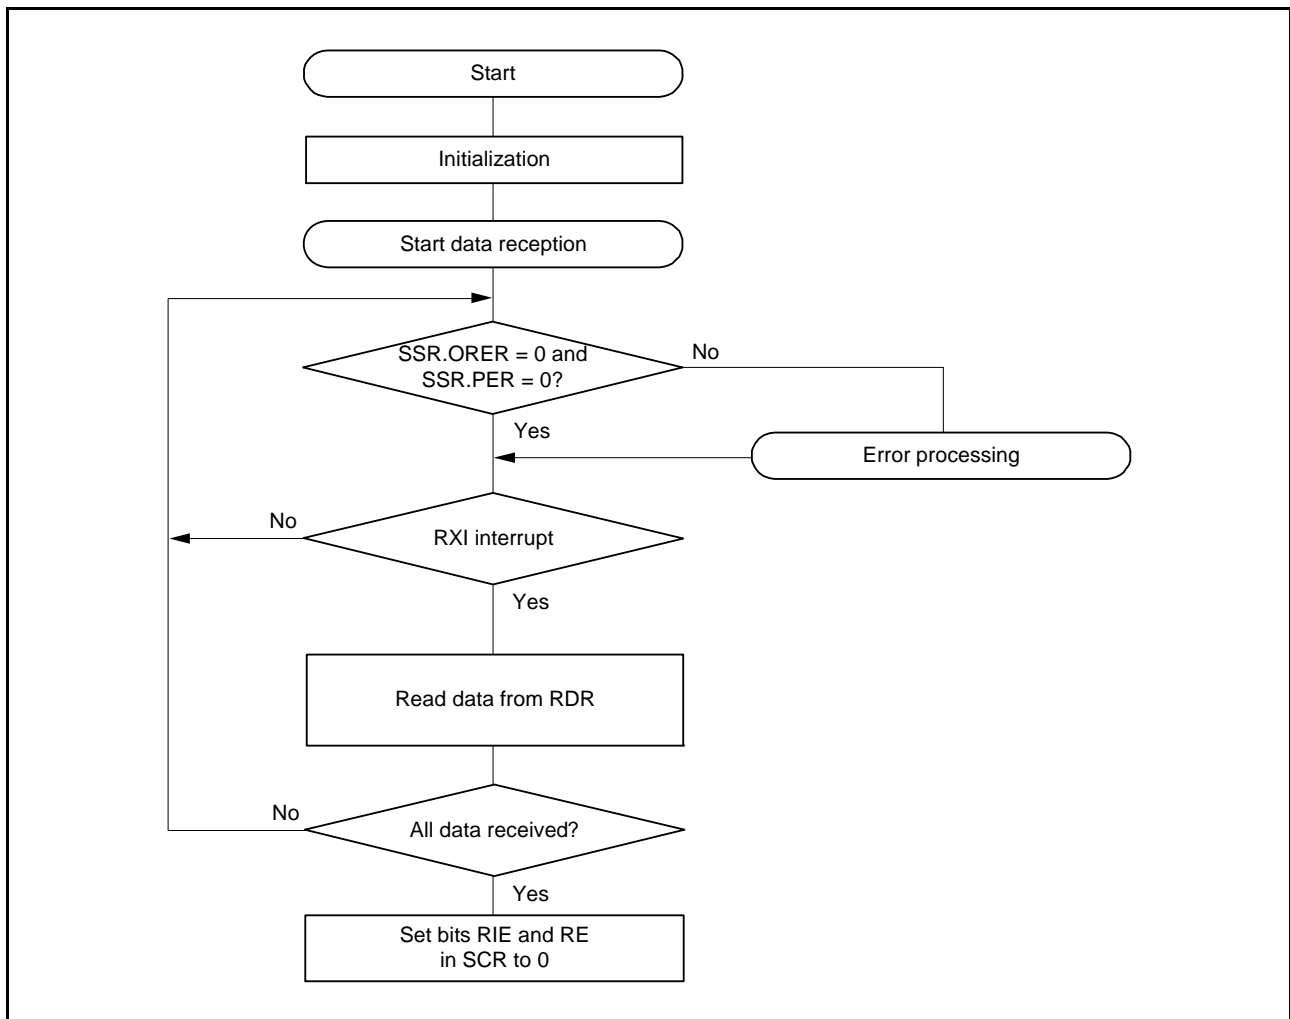 Start
Initialization
Start data reception
SSR.ORER = 0 and
SSR.PER = 0?
No
Yes
Error processing
No
RXI interrupt
Yes
Read data from RDR
No
All data received?
Yes
Set bits RIE and RE
in SCR to 0